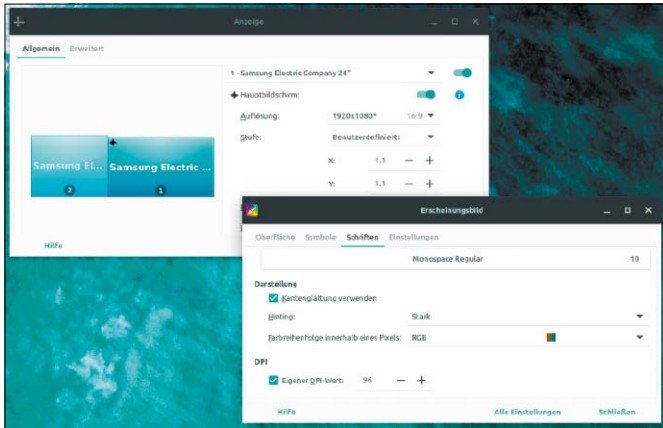 Anzeige
Allgemein Erweitert
1 - Samsung Electric Company 24"
Hauptbildschirm:
Auflösung: 1920x1080* 16:9
Stufe: Benutzerdefiniert:
X: 1,1 − +
Y: 1,1 − +
Samsung El... Samsung Electric ...
2 1
Hilfe
Erscheinungsbild
Oberfläche Symbole Schriften Einstellungen
Monospace Regular 10
Darstellung
Kantenglättung verwenden
Hinting: Stark
Farbreihenfolge innerhalb eines Pixels: RGB
DPI
Eigener DPI-Wert: 96 − +
Hilfe Alle Einstellungen Schließen